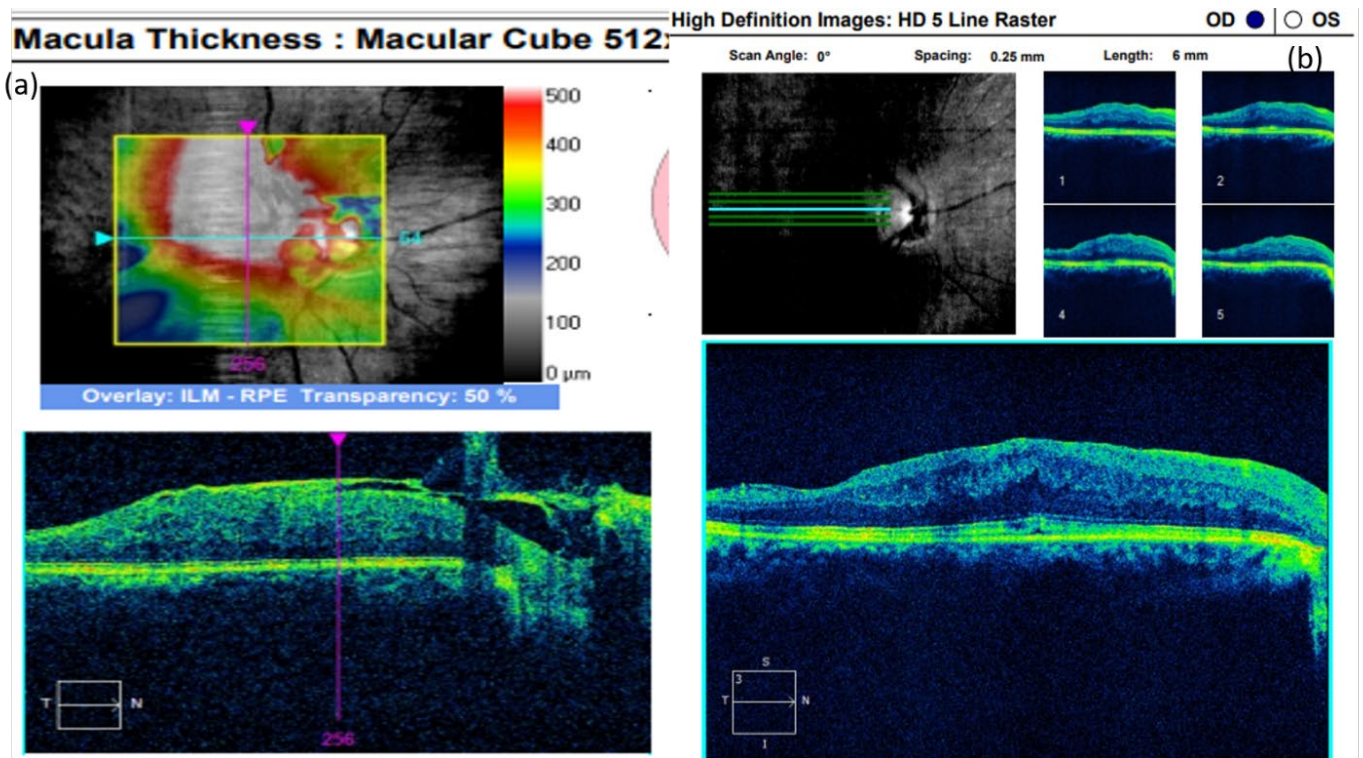 Macula Thickness : Macular Cube 512
(a)
500
400
300
200
100
0 µm
64
256
Overlay: ILM - RPE Transparency: 50 %
T N
256
High Definition Images: HD 5 Line Raster OD OS
Scan Angle: 0° Spacing: 0.25 mm Length: 6 mm
(b)
1 2
4 5
S
3
T N
I